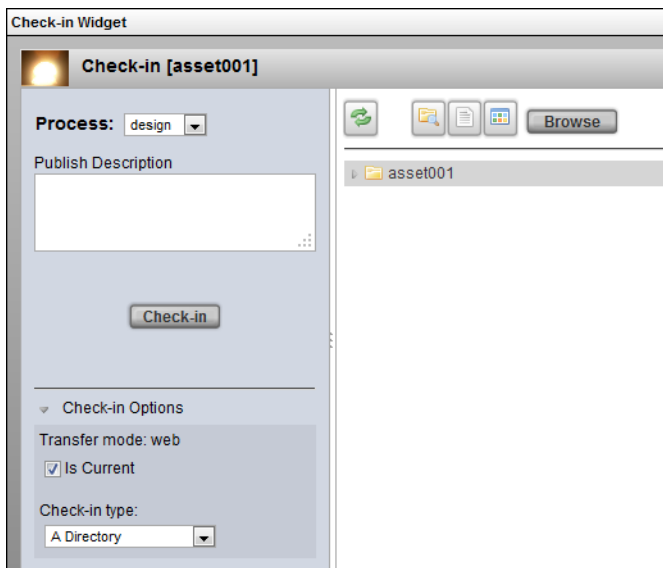 Check-in Widget
Check-in [asset001]
Process: design
Publish Description
Check-in
Check-in Options
Transfer mode: web
Is Current
Check-in type:
A Directory
Browse
asset001